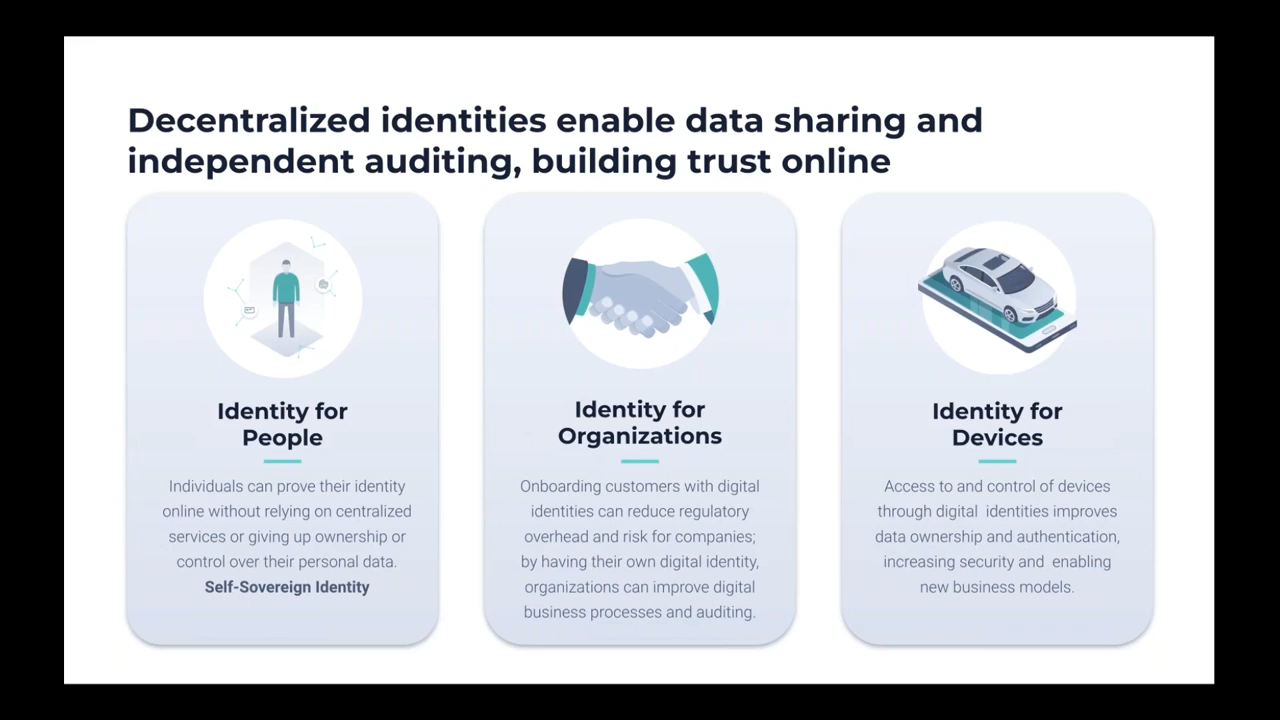 Decentralized identities enable data sharing and
independent auditing, building trust online
Identity for
People
Individuals can prove their identity
online without relying on centralized
services or giving up ownership or
control over their personal data.
Self-Sovereign Identity
Identity for
Organizations
Onboarding customers with digital
identities can reduce regulatory
overhead and risk for companies;
by having their own digital identity,
organizations can improve digital
business processes and auditing.
Identity for
Devices
Access to and control of devices
through digital identities improves
data ownership and authentication,
increasing security and enabling
new business models.